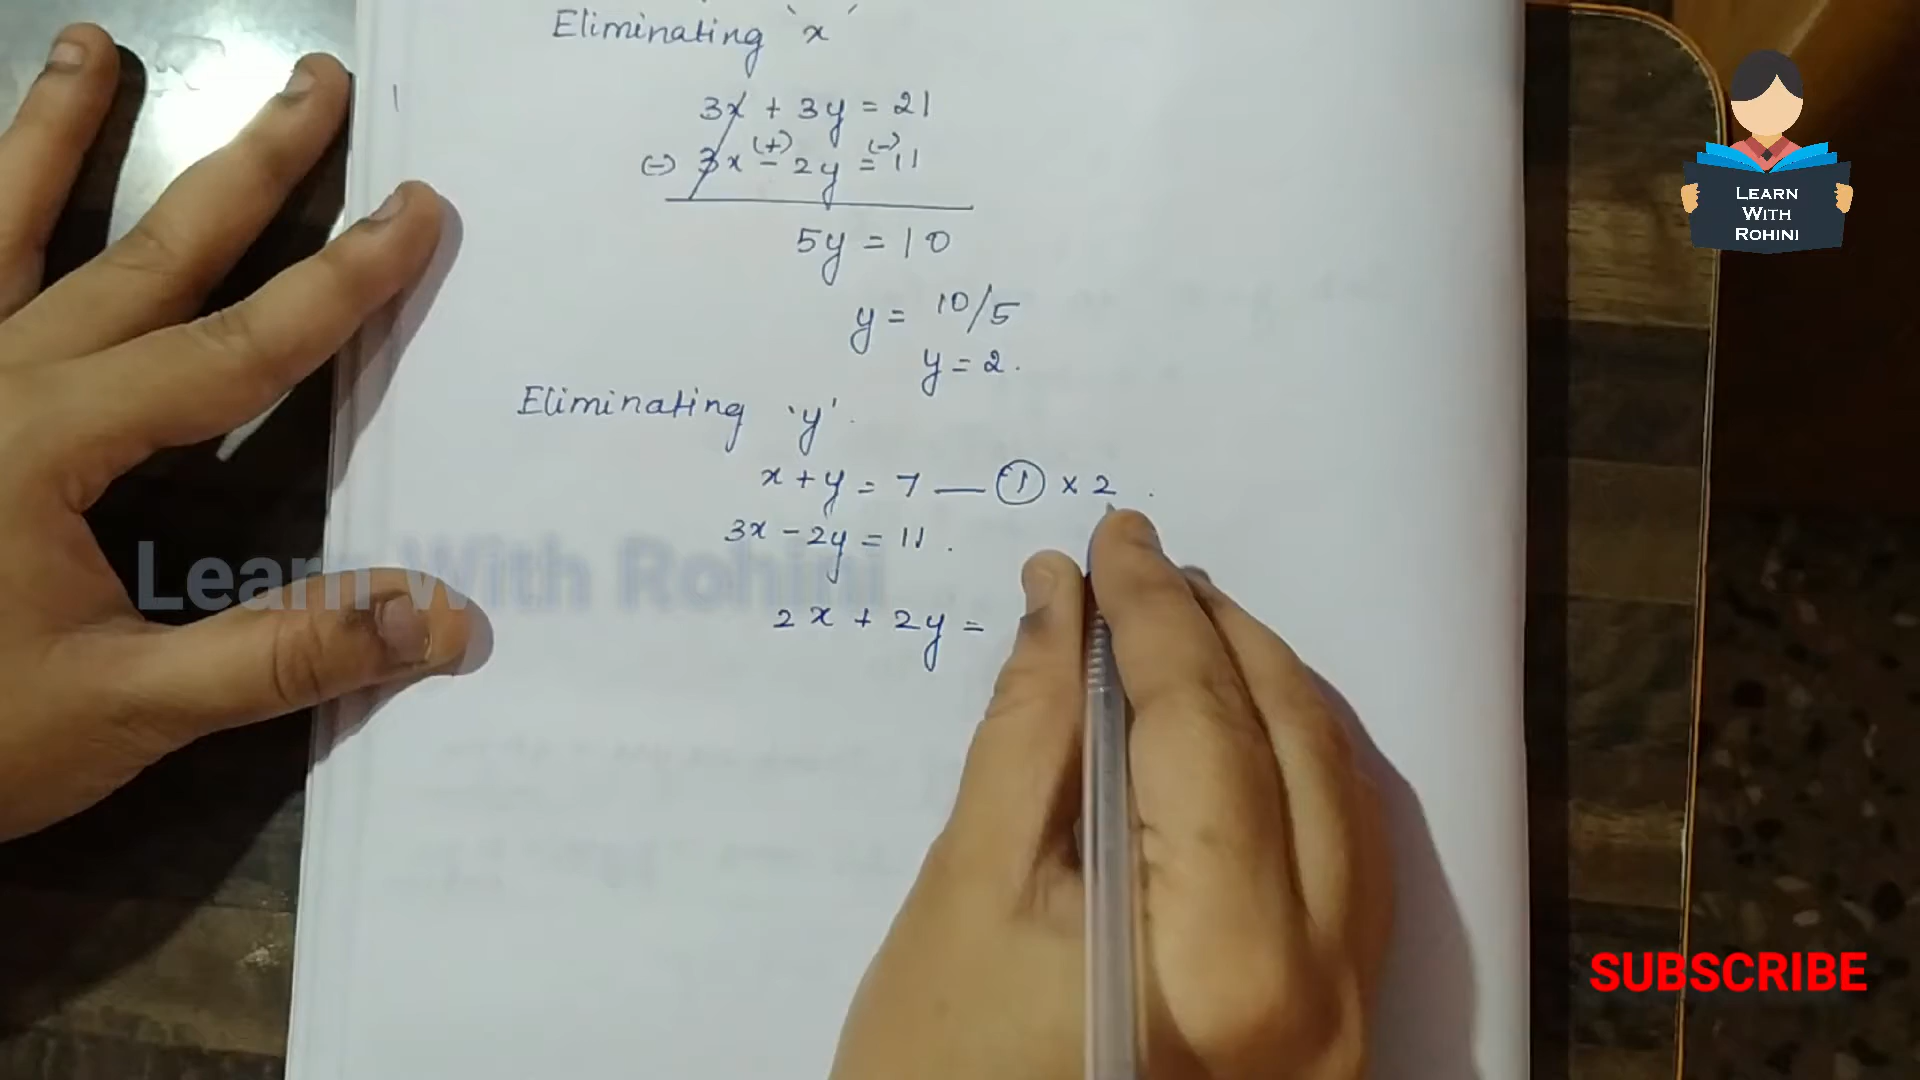 Eliminating 'x'
3x + 3y = 21
(-) 3x (+) - 2y (-) = 11
5y = 10
y = 10/5
y = 2.
Eliminating 'y'.
x + y = 7 — ① × 2
3x - 2y = 11.
2x + 2y =
Learn With Rohini
LEARN
WITH
ROHINI
SUBSCRIBE